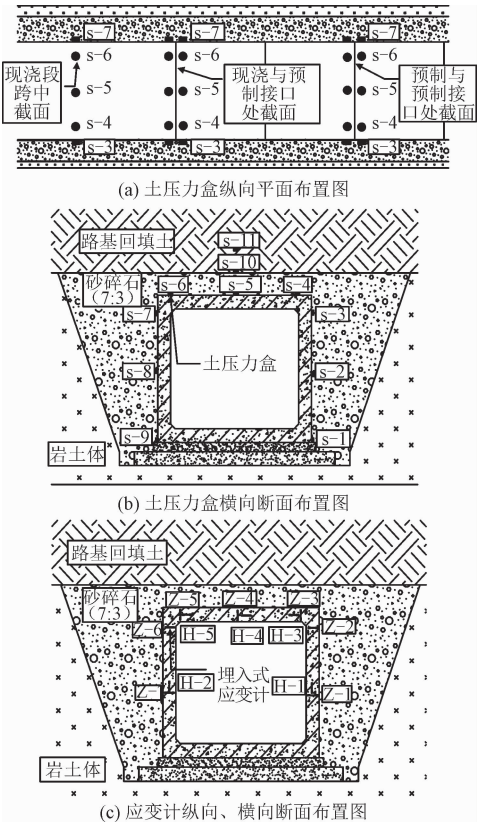 s-7 s-7 s-7
s-6 s-6 s-6
现浇段
跨中
截面
s-5
现浇与预
制接口
处截面
s-5
预制与
预制接
口处截面
s-5
s-4 s-4 s-4
s-3 s-3 s-3
(a) 土压力盒纵向平面布置图
路基回填土
s-11
s-10
砂碎石
(7:3)
s-6 s-5 s-4
s-7 s-3
土压力盒
s-8 s-2
s-9 s-1
岩土体
(b) 土压力盒横向断面布置图
路基回填土
砂碎石
(7:3)
Z-5 Z-4 Z-3
Z-6 Z-2
H-5 H-4 H-3
H-2
埋入式
应变计
H-1
Z-1
岩土体
(c) 应变计纵向、横向断面布置图